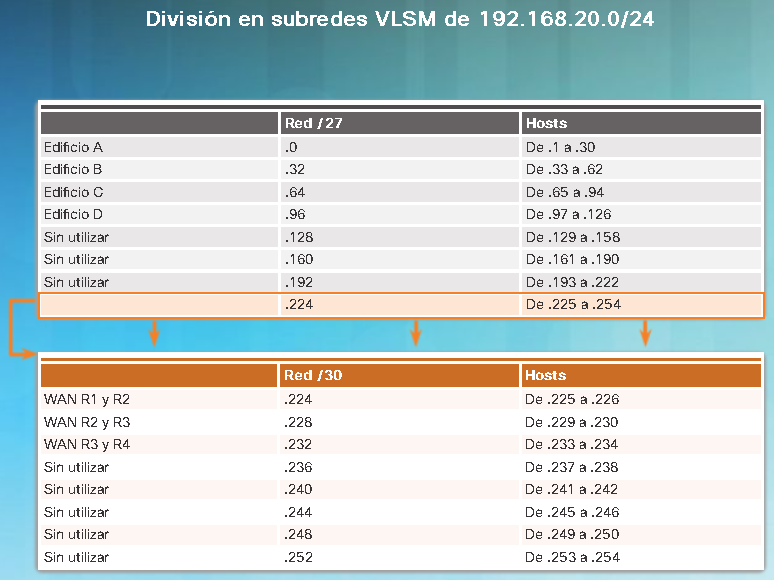 División en subredes VLSM de 192.168.20.0/24
Red /27 Hosts
Edificio A .0 De .1 a .30
Edificio B .32 De .33 a .62
Edificio C .64 De .65 a .94
Edificio D .96 De .97 a .126
Sin utilizar .128 De .129 a .158
Sin utilizar .160 De .161 a .190
Sin utilizar .192 De .193 a .222
.224 De .225 a .254
Red /30 Hosts
WAN R1 y R2 .224 De .225 a .226
WAN R2 y R3 .228 De .229 a .230
WAN R3 y R4 .232 De .233 a .234
Sin utilizar .236 De .237 a .238
Sin utilizar .240 De .241 a .242
Sin utilizar .244 De .245 a .246
Sin utilizar .248 De .249 a .250
Sin utilizar .252 De .253 a .254